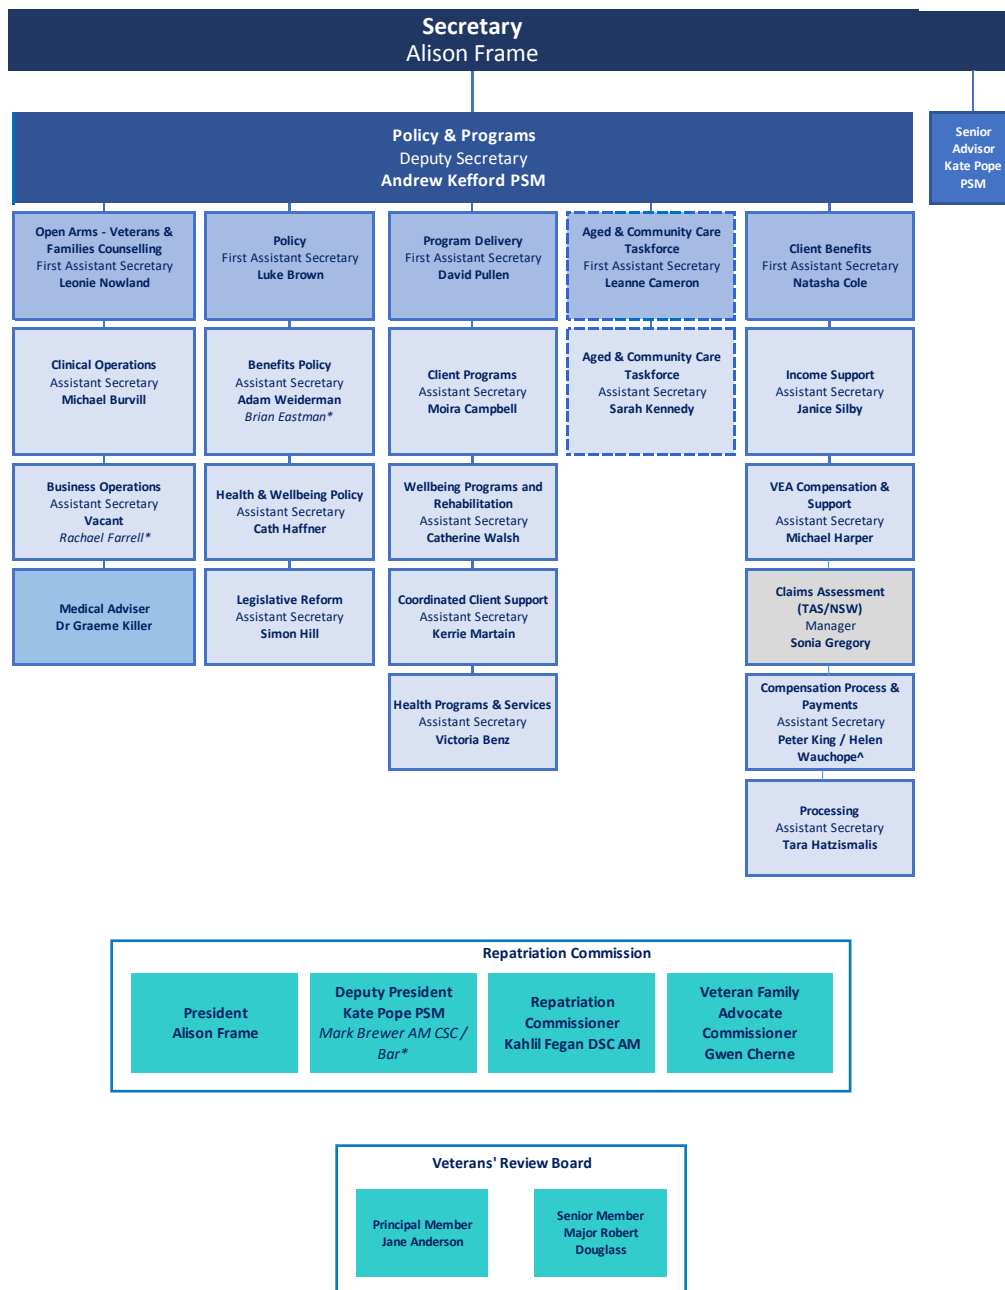 Secretary
Alison Frame
Policy & Programs
Deputy Secretary
Andrew Kefford PSM
Senior
Advisor
Kate Pope
PSM
Open Arms - Veterans &
Families Counselling
First Assistant Secretary
Leonie Nowland
Clinical Operations
Assistant Secretary
Michael Burvill
Business Operations
Assistant Secretary
Vacant
Rachael Farrell*
Medical Adviser
Dr Graeme Killer
Policy
First Assistant Secretary
Luke Brown
Benefits Policy
Assistant Secretary
Adam Weiderman
Brian Eastman*
Health & Wellbeing Policy
Assistant Secretary
Cath Haffner
Legislative Reform
Assistant Secretary
Simon Hill
Program Delivery
First Assistant Secretary
David Pullen
Client Programs
Assistant Secretary
Moira Campbell
Wellbeing Programs and
Rehabilitation
Assistant Secretary
Catherine Walsh
Coordinated Client Support
Assistant Secretary
Kerrie Martain
Health Programs & Services
Assistant Secretary
Victoria Benz
Aged & Community Care
Taskforce
First Assistant Secretary
Leanne Cameron
Aged & Community Care
Taskforce
Assistant Secretary
Sarah Kennedy
Client Benefits
First Assistant Secretary
Natasha Cole
Income Support
Assistant Secretary
Janice Silby
VEA Compensation &
Support
Assistant Secretary
Michael Harper
Claims Assessment
(TAS/NSW)
Manager
Sonia Gregory
Compensation Process &
Payments
Assistant Secretary
Peter King / Helen
Wauchope^
Processing
Assistant Secretary
Tara Hatzismalis
Repatriation Commission
President
Alison Frame
Deputy President
Kate Pope PSM
Mark Brewer AM CSC /
Bar*
Repatriation
Commissioner
Kahlil Fegan DSC AM
Veteran Family
Advocate
Commissioner
Gwen Cherne
Veterans' Review Board
Principal Member
Jane Anderson
Senior Member
Major Robert
Douglass